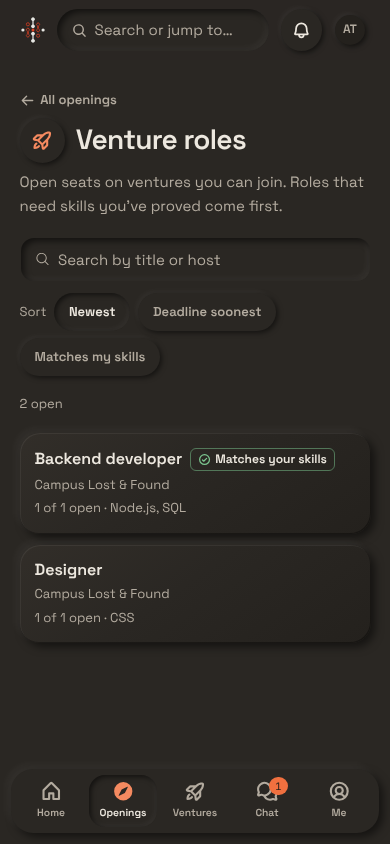 Search or jump to...
AT
← All openings
Venture roles
Open seats on ventures you can join. Roles that
need skills you've proved come first.
Search by title or host
Sort
Newest
Deadline soonest
Matches my skills
2 open
Backend developer
Matches your skills
Campus Lost & Found
1 of 1 open · Node.js, SQL
Designer
Campus Lost & Found
1 of 1 open · CSS
1
Home
Openings
Ventures
Chat
Me